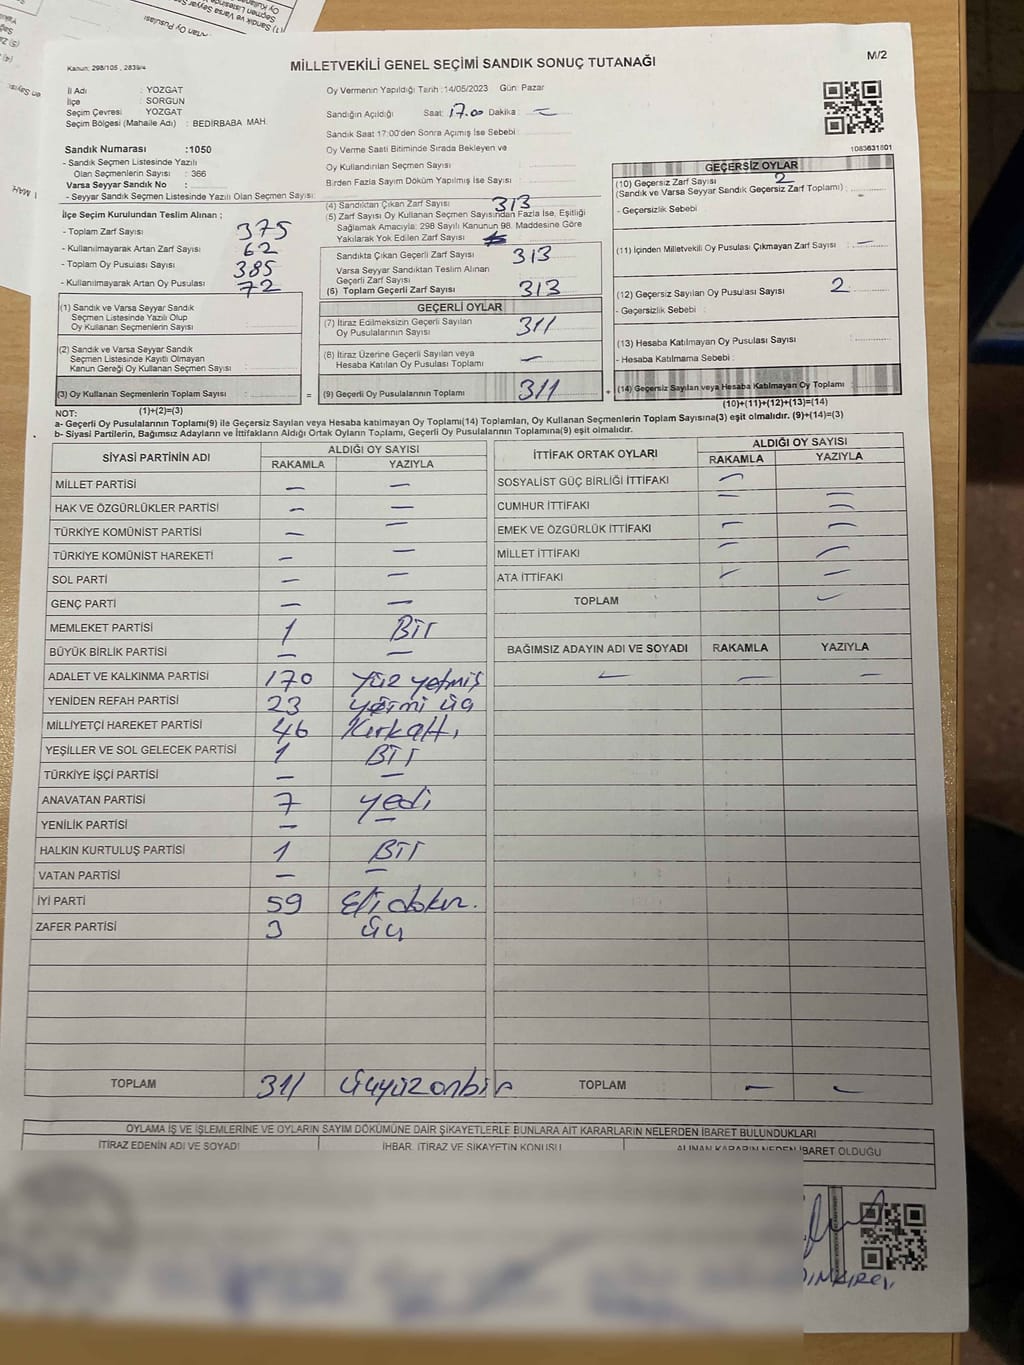 Kanun: 298/105 , 2839/4
MİLLETVEKİLİ GENEL SEÇİMİ SANDIK SONUÇ TUTANAĞI
M/2
İl Adı : YOZGAT
İlçe : SORGUN
Seçim Çevresi : YOZGAT
Seçim Bölgesi (Mahalle Adı) : BEDİRBABA MAH.
Sandık Numarası :1050
- Sandık Seçmen Listesinde Yazılı
Olan Seçmenlerin Sayısı : 366
Varsa Seyyar Sandık No :
- Seyyar Sandık Seçmen Listesinde Yazılı Olan Seçmen Sayısı:
İlçe Seçim Kurulundan Teslim Alınan ;
- Toplam Zarf Sayısı 375
- Kullanılmayarak Artan Zarf Sayısı 62
- Toplam Oy Pusulası Sayısı 385
- Kullanılmayarak Artan Oy Pusulası 72
(1) Sandık ve Varsa Seyyar Sandık
Seçmen Listesinde Yazılı Olup
Oy Kullanan Seçmenlerin Sayısı
(2) Sandık ve Varsa Seyyar Sandık
Seçmen Listesinde Kayıtlı Olmayan
Kanun Gereği Oy Kullanan Seçmen Sayısı
(3) Oy Kullanan Seçmenlerin Toplam Sayısı :
=
Oy Vermenin Yapıldığı Tarih :14/05/2023 Gün: Pazar
Sandığın Açıldığı Saat: 17.00 Dakika : –
Sandık Saat 17:00'den Sonra Açılmış İse Sebebi :
Oy Verme Saati Bitiminde Sırada Bekleyen ve
Oy Kullandırılan Seçmen Sayısı
Birden Fazla Sayım Döküm Yapılmış İse Sayısı :
(4) Sandıktan Çıkan Zarf Sayısı 313
(5) Zarf Sayısı Oy Kullanan Seçmen Sayısından Fazla İse, Eşitliği
Sağlamak Amacıyla; 298 Sayılı Kanunun 98. Maddesine Göre
Yakılarak Yok Edilen Zarf Sayısı
Sandıkta Çıkan Geçerli Zarf Sayısı 313
Varsa Seyyar Sandıktan Teslim Alınan
Geçerli Zarf Sayısı
(6) Toplam Geçerli Zarf Sayısı 313
GEÇERLİ OYLAR
(7) İtiraz Edilmeksizin Geçerli Sayılan
Oy Pusulalarının Sayısı 311
(8) İtiraz Üzerine Geçerli Sayılan veya
Hesaba Katılan Oy Pusulası Toplamı –
(9) Geçerli Oy Pusulalarının Toplamı 311
+
1083631801
GEÇERSİZ OYLAR
(10) Geçersiz Zarf Sayısı 2
(Sandık ve Varsa Seyyar Sandık Geçersiz Zarf Toplamı) :
- Geçersizlik Sebebi :
(11) İçinden Milletvekili Oy Pusulası Çıkmayan Zarf Sayısı –
(12) Geçersiz Sayılan Oy Pusulası Sayısı 2
- Geçersizlik Sebebi :
(13) Hesaba Katılmayan Oy Pusulası Sayısı :
- Hesaba Katılmama Sebebi :
(14) Geçersiz Sayılan veya Hesaba Katılmayan Oy Toplamı :
(10)+(11)+(12)+(13)=(14)
NOT: (1)+(2)=(3)
a- Geçerli Oy Pusulalarının Toplamı(9) ile Geçersiz Sayılan veya Hesaba katılmayan Oy Toplamı(14) Toplamları, Oy Kullanan Seçmenlerin Toplam Sayısına(3) eşit olmalıdır. (9)+(14)=(3)
b- Siyasi Partilerin, Bağımsız Adayların ve İttifakların Aldığı Ortak Oyların Toplamı, Geçerli Oy Pusulalarının Toplamına(9) eşit olmalıdır.
SİYASİ PARTİNİN ADI ALDIĞI OY SAYISI
RAKAMLA YAZIYLA
MİLLET PARTİSİ – –
HAK VE ÖZGÜRLÜKLER PARTİSİ – –
TÜRKİYE KOMÜNİST PARTİSİ – –
TÜRKİYE KOMÜNİST HAREKETİ – –
SOL PARTİ – –
GENÇ PARTİ – –
MEMLEKET PARTİSİ 1 Bir
BÜYÜK BİRLİK PARTİSİ – –
ADALET VE KALKINMA PARTİSİ 170 Yüz yetmiş
YENİDEN REFAH PARTİSİ 23 yirmi üç
MİLLİYETÇİ HAREKET PARTİSİ 46 Kırkaltı
YEŞİLLER VE SOL GELECEK PARTİSİ 1 Bir
TÜRKİYE İŞÇİ PARTİSİ – –
ANAVATAN PARTİSİ 7 yedi
YENİLİK PARTİSİ – –
HALKIN KURTULUŞ PARTİSİ 1 Bir
VATAN PARTİSİ – –
İYİ PARTİ 59 Elli dokuz
ZAFER PARTİSİ 3 üç
TOPLAM 311 üçyüzonbir
İTTİFAK ORTAK OYLARI ALDIĞI OY SAYISI
RAKAMLA YAZIYLA
SOSYALİST GÜÇ BİRLİĞİ İTTİFAKI –
CUMHUR İTTİFAKI – –
EMEK VE ÖZGÜRLÜK İTTİFAKI – –
MİLLET İTTİFAKI – –
ATA İTTİFAKI – –
TOPLAM –
BAĞIMSIZ ADAYIN ADI VE SOYADI RAKAMLA YAZIYLA
– – –
TOPLAM – –
OYLAMA İŞ VE İŞLEMLERİNE VE OYLARIN SAYIM DÖKÜMÜNE DAİR ŞİKAYETLERLE BUNLARA AİT KARARLARIN NELERDEN İBARET BULUNDUKLARI
İTİRAZ EDENİN ADI VE SOYADI İHBAR, İTİRAZ VE ŞİKAYETİN KONUSU ALINAN KARARIN NEDEN İBARET OLDUĞU